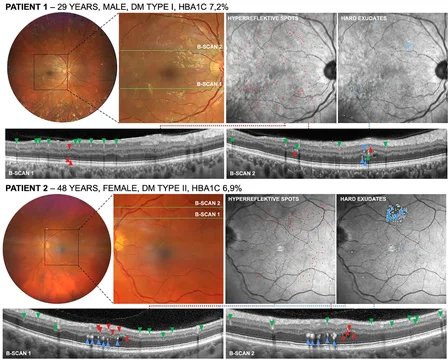 PATIENT 1 – 29 YEARS, MALE, DM TYPE I, HBA1C 7,2%
B-SCAN 2
B-SCAN 1
HYPERREFLEKTIVE SPOTS
HARD EXUDATES
B-SCAN 1
B-SCAN 2
PATIENT 2 – 48 YEARS, FEMALE, DM TYPE II, HBA1C 6,9%
B-SCAN 2
B-SCAN 1
HYPERREFLEKTIVE SPOTS
HARD EXUDATES
B-SCAN 1
B-SCAN 2